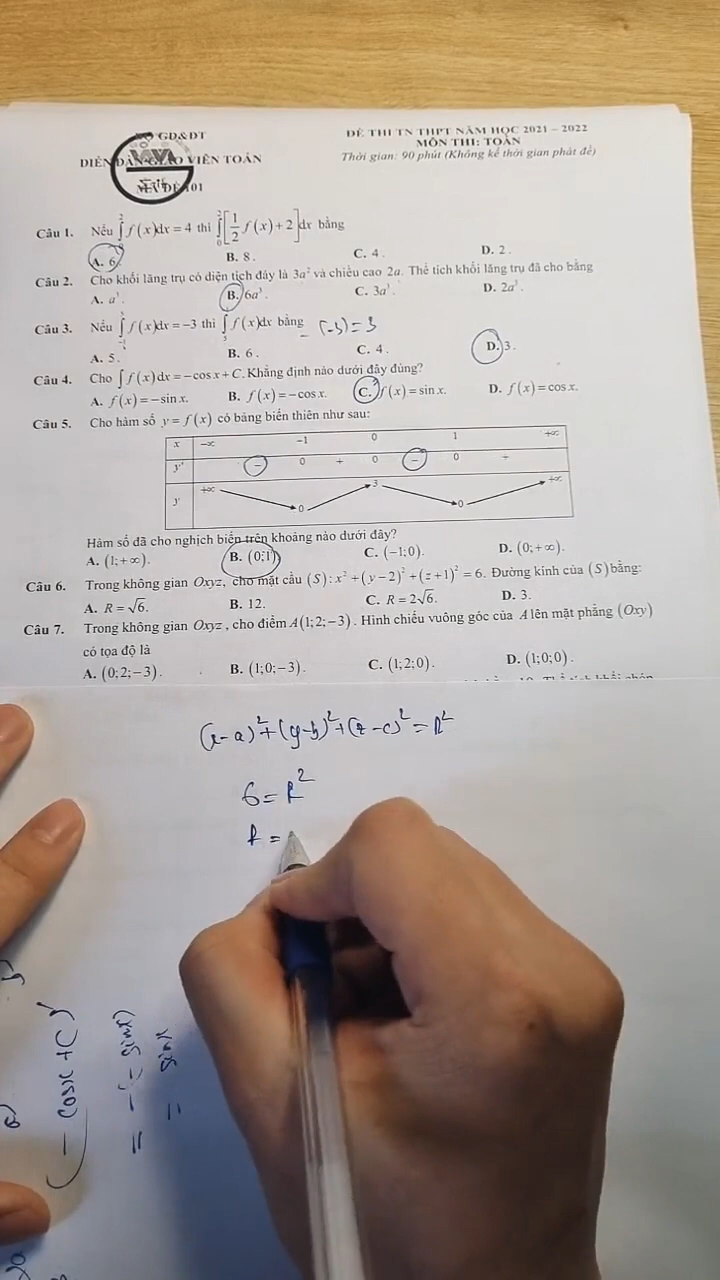 GD&ĐT
ĐỀ THI TN THPT NĂM HỌC 2021 – 2022
MÔN THI: TOÁN
DIỄN ĐÀN GIÁO VIÊN TOÁN
Thời gian: 90 phút (Không kể thời gian phát đề)
MÃ ĐỀ 101
Câu 1. Nếu ∫₀² f(x)dx = 4 thì ∫₀² [1/2 f(x) + 2]dx bằng
A. 6. B. 8. C. 4. D. 2.
Câu 2. Cho khối lăng trụ có diện tích đáy là 3a² và chiều cao 2a. Thể tích khối lăng trụ đã cho bằng
A. a³. B. 6a³. C. 3a³. D. 2a³.
Câu 3. Nếu ∫ f(x)dx = −3 thì ∫ f(x)dx bằng − (−3) = 3
A. 5. B. 6. C. 4. D. 3.
Câu 4. Cho ∫ f(x)dx = −cos x + C. Khẳng định nào dưới đây đúng?
A. f(x) = −sin x. B. f(x) = −cos x. C. f(x) = sin x. D. f(x) = cos x.
Câu 5. Cho hàm số y = f(x) có bảng biến thiên như sau:
x −∞ −1 0 1 +∞
y' − 0 + 0 − 0 +
y +∞ 0 3 0 +∞
Hàm số đã cho nghịch biến trên khoảng nào dưới đây?
A. (1;+∞). B. (0;1). C. (−1;0). D. (0;+∞).
Câu 6. Trong không gian Oxyz, cho mặt cầu (S): x² + (y−2)² + (z+1)² = 6. Đường kính của (S) bằng:
A. R = √6. B. 12. C. R = 2√6. D. 3.
Câu 7. Trong không gian Oxyz, cho điểm A(1;2;−3). Hình chiếu vuông góc của A lên mặt phẳng (Oxy)
có tọa độ là
A. (0;2;−3). B. (1;0;−3). C. (1;2;0). D. (1;0;0).
(x−a)²+(y−b)²+(z−c)²=R²
6=R²
R =
(− cosx + C)'
= −(− sinx)
= sinx